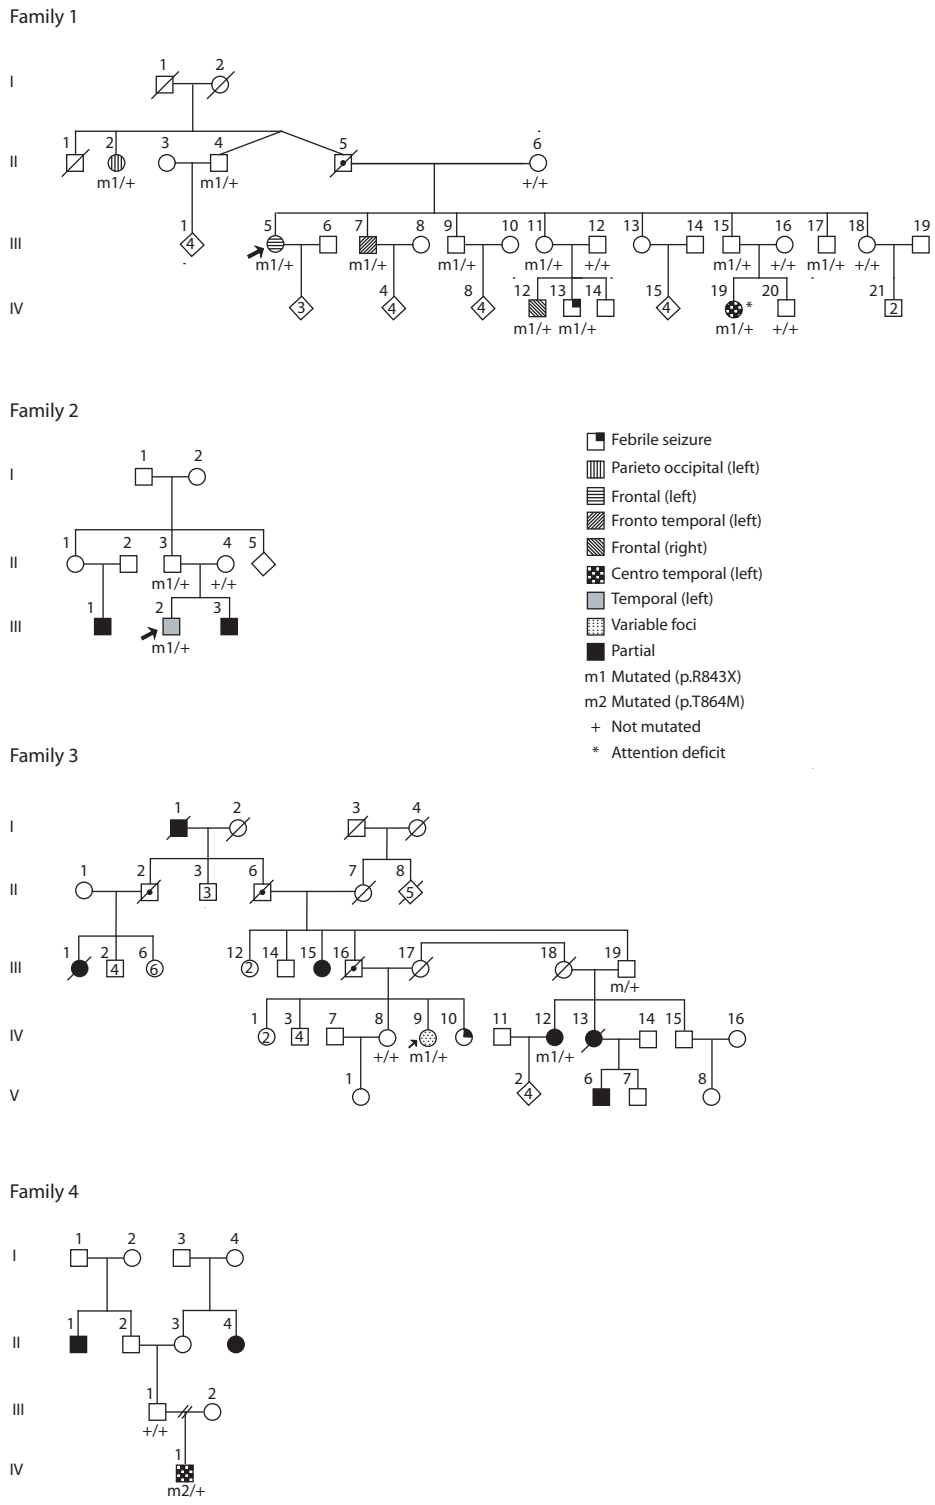 Family 1
1 2
I
1 2 3 4 5 6
II
m1/+ m1/+ +/+
1 5 6 7 8 9 10 11 12 13 14 15 16 17 18 19
III 4
m1/+ m1/+ m1/+ m1/+ +/+ m1/+ +/+ m1/+ +/+
4 8 12 13 14 15 19 20 21
IV 3 4 4 4 * 2
m1/+ m1/+ m1/+ +/+
Family 2
1 2
I
1 2 3 4 5
II
m1/+ +/+
1 2 3
III
m1/+
Febrile seizure
Parieto occipital (left)
Frontal (left)
Fronto temporal (left)
Frontal (right)
Centro temporal (left)
Temporal (left)
Variable foci
Partial
m1 Mutated (p.R843X)
m2 Mutated (p.T864M)
+ Not mutated
* Attention deficit
Family 3
1 2 3 4
I
1 2 3 6 7 8
II 3 5
1 2 6 12 14 15 16 17 18 19
III 4 6 2
m/+
1 3 7 8 9 10 11 12 13 14 15 16
IV 2 4
+/+ m1/+ m1/+
1 2 6 7 8
V 4
Family 4
1 2 3 4
I
1 2 3 4
II
1 2
III
+/+
1
IV
m2/+